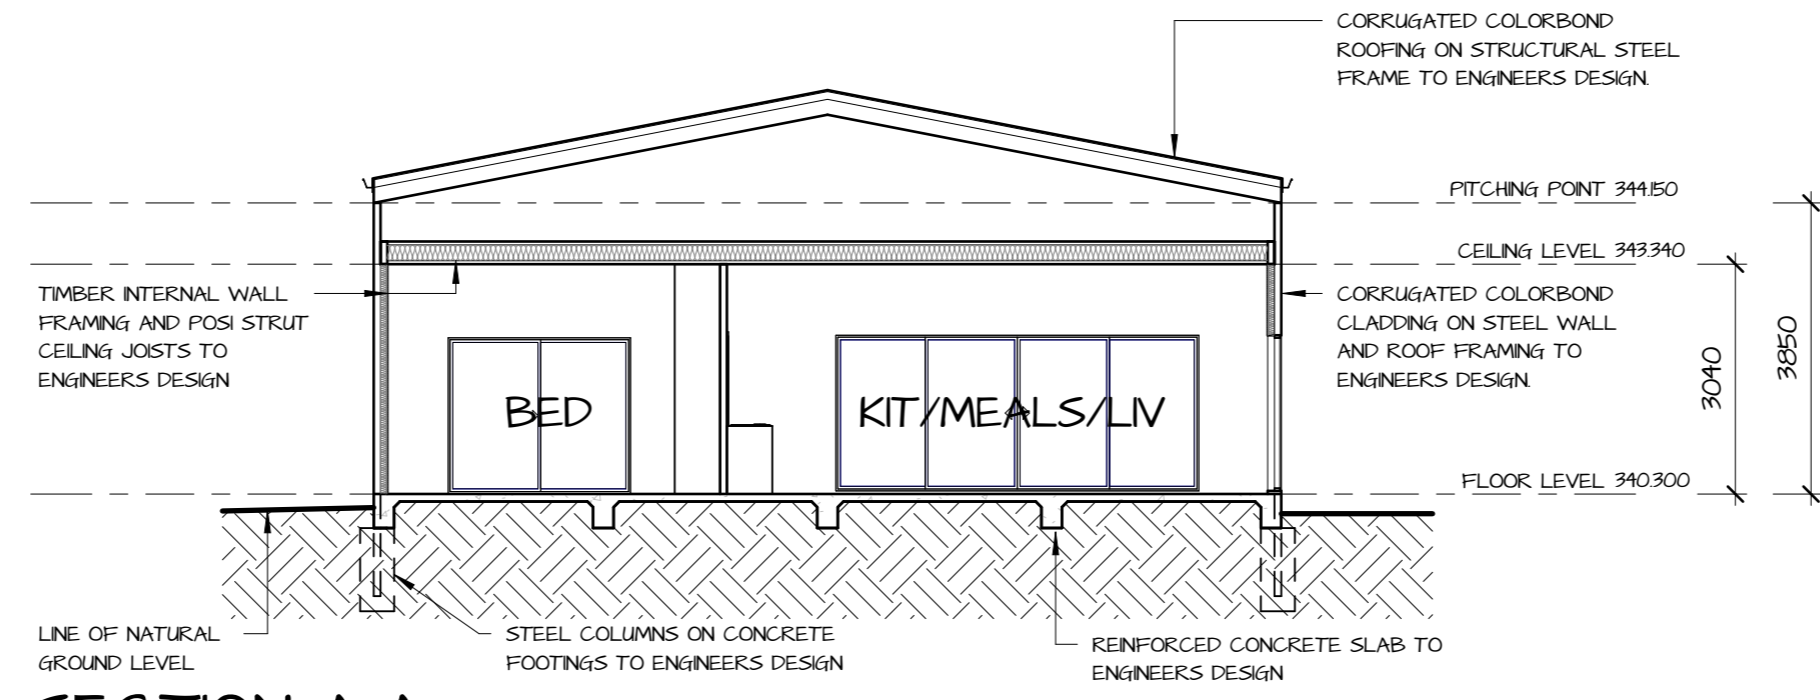 CORRUGATED COLORBOND
ROOFING ON STRUCTURAL STEEL
FRAME TO ENGINEERS DESIGN.
PITCHING POINT 344.150
CEILING LEVEL 343.340
TIMBER INTERNAL WALL
FRAMING AND POSI STRUT
CEILING JOISTS TO
ENGINEERS DESIGN
CORRUGATED COLORBOND
CLADDING ON STEEL WALL
AND ROOF FRAMING TO
ENGINEERS DESIGN.
3040
3850
BED
KIT/MEALS/LIV
FLOOR LEVEL 340.300
LINE OF NATURAL
GROUND LEVEL
STEEL COLUMNS ON CONCRETE
FOOTINGS TO ENGINEERS DESIGN
REINFORCED CONCRETE SLAB TO
ENGINEERS DESIGN